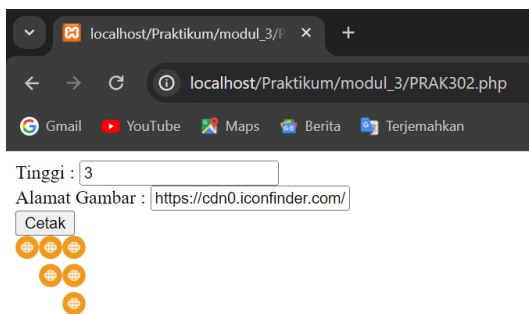 localhost/Praktikum/modul_3/P
localhost/Praktikum/modul_3/PRAK302.php
Gmail YouTube Maps Berita Terjemahkan
Tinggi : 3
Alamat Gambar : https://cdn0.iconfinder.com/
Cetak